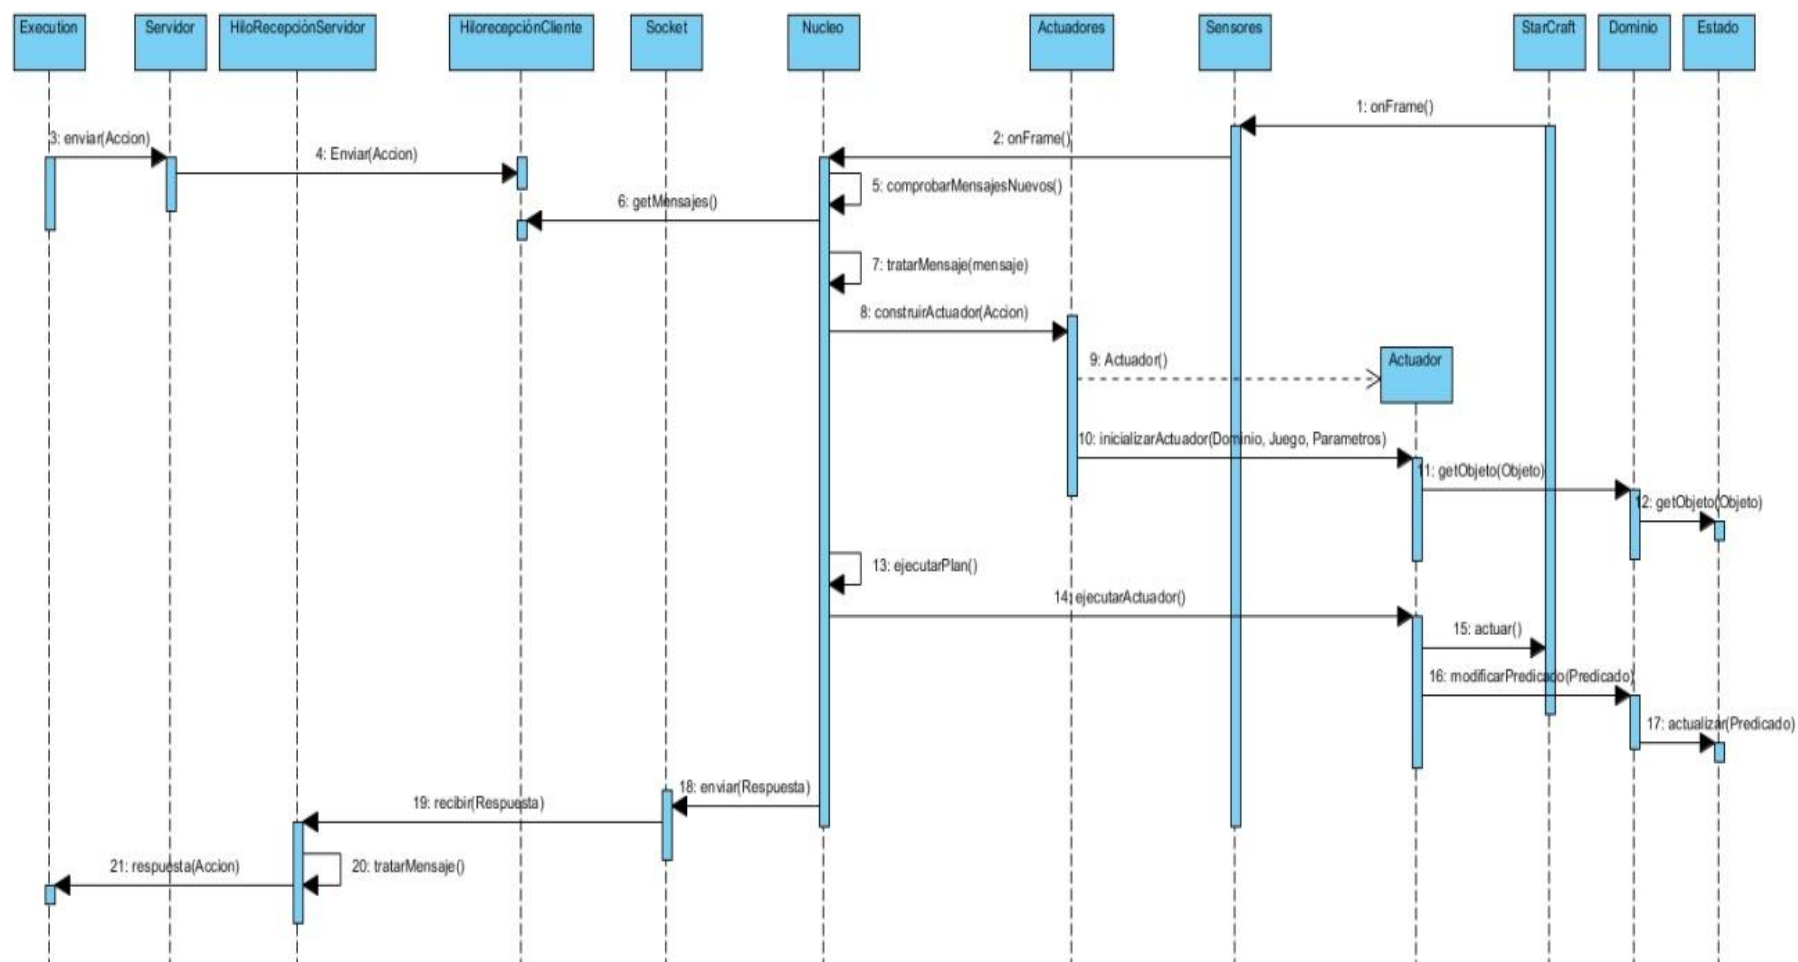 Execution
Servidor
HiloRecepciónServidor
HilorecepciònCliente
Socket
Nucleo
Actuadores
Sensores
StarCraft
Dominio
Estado
1: onFrame()
3: enviar(Accion)
2: onFrame()
4: Enviar(Accion)
5: comprobarMensajesNuevos()
6: getMensajes()
7: tratarMensaje(mensaje)
8: construirActuador(Accion)
9: Actuador()
Actuador
10: inicializarActuador(Dominio, Juego, Parametros)
11: getObjeto(Objeto)
12: getObjeto(Objeto)
13: ejecutarPlan()
14: ejecutarActuador()
15: actuar()
16: modificarPredicado(Predicado)
17: actualizar(Predicado)
18: enviar(Respuesta)
19: recibir(Respuesta)
21: respuesta(Accion)
20: tratarMensaje()